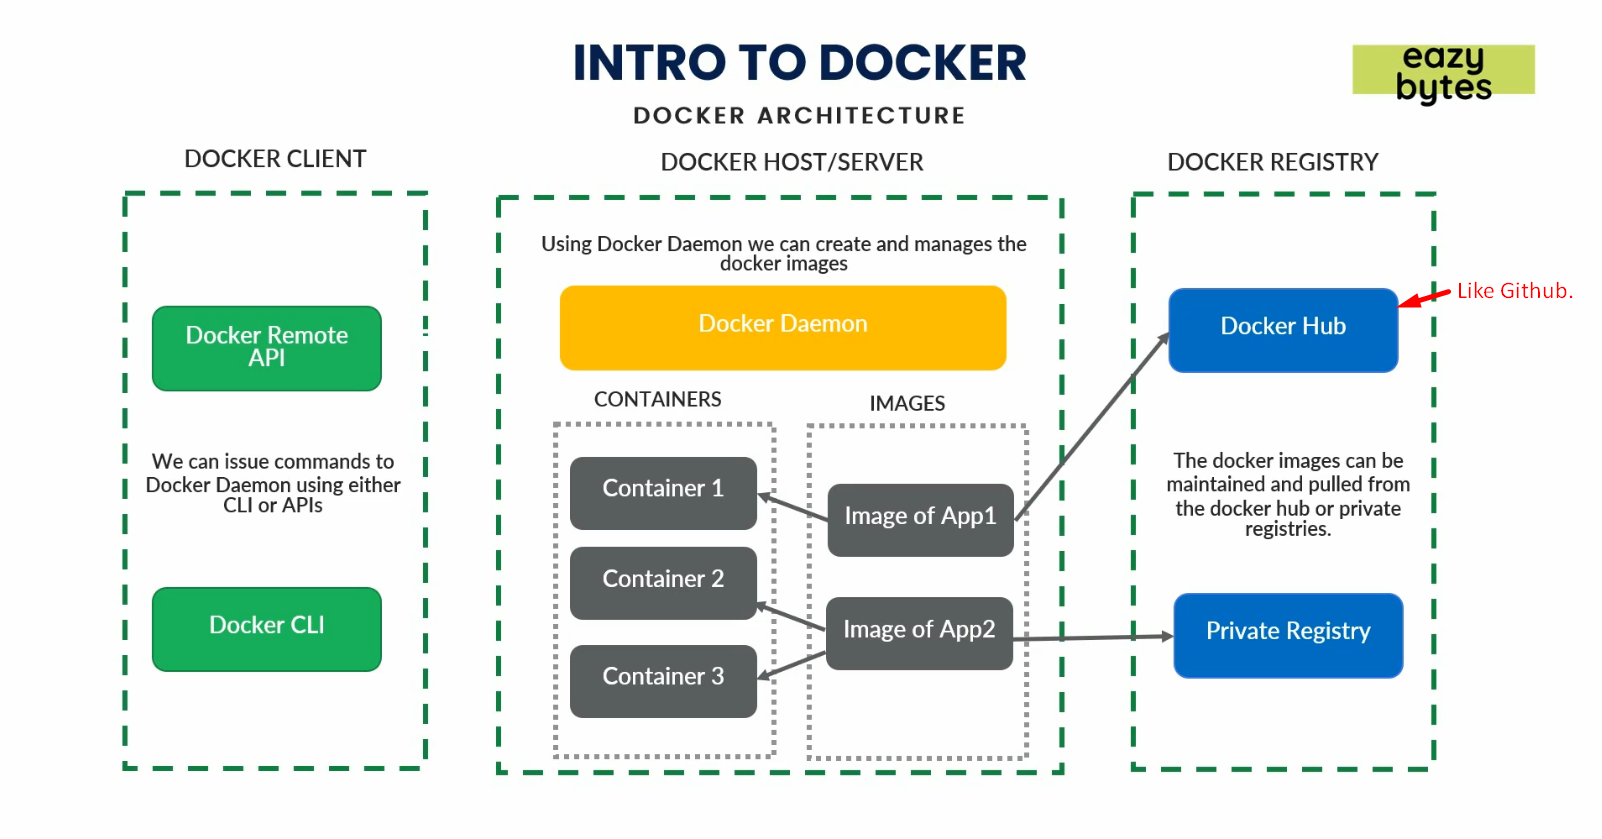 INTRO TO DOCKER
eazy
bytes
DOCKER ARCHITECTURE
DOCKER CLIENT
DOCKER HOST/SERVER
DOCKER REGISTRY
Docker Remote
API
We can issue commands to
Docker Daemon using either
CLI or APIs
Docker CLI
Using Docker Daemon we can create and manages the
docker images
Docker Daemon
CONTAINERS
IMAGES
Container 1
Container 2
Container 3
Image of App1
Image of App2
Docker Hub
Like Github.
The docker images can be
maintained and pulled from
the docker hub or private
registries.
Private Registry